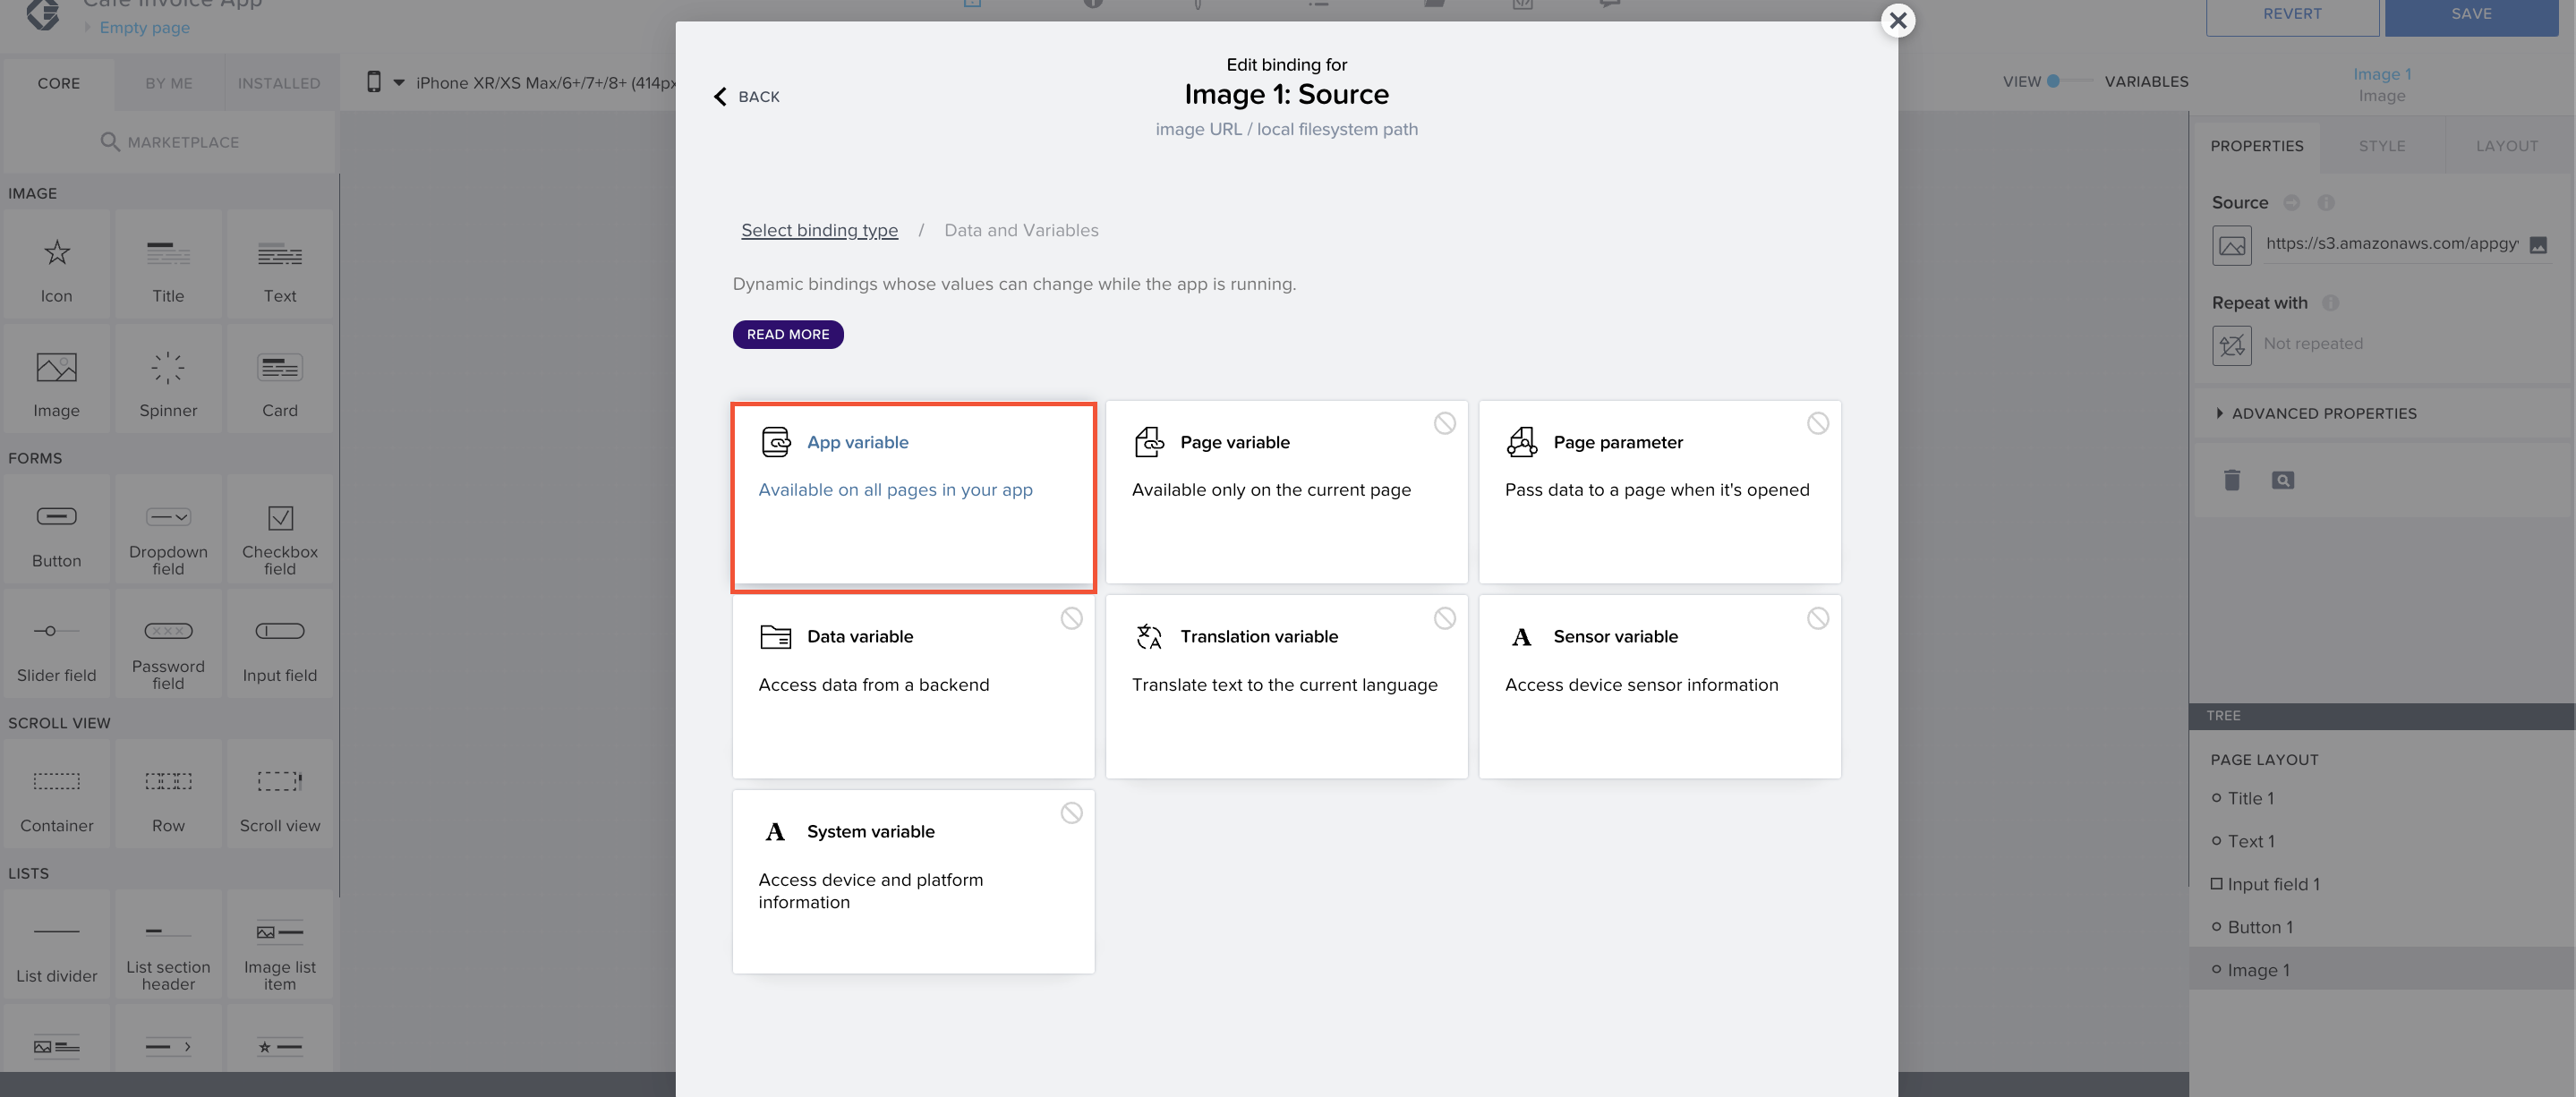 Cafe Invoice App
Empty page
REVERT
SAVE
CORE
BY ME
INSTALLED
iPhone XR/XS Max/6+/7+/8+ (414px
VIEW
VARIABLES
Image 1
Image
MARKETPLACE
IMAGE
Icon
Title
Text
Image
Spinner
Card
FORMS
Button
Dropdown
field
Checkbox
field
Slider field
Password
field
Input field
SCROLL VIEW
Container
Row
Scroll view
LISTS
List divider
List section
header
Image list
item
BACK
Edit binding for
Image 1: Source
image URL / local filesystem path
Select binding type / Data and Variables
Dynamic bindings whose values can change while the app is running.
READ MORE
App variable
Available on all pages in your app
Page variable
Available only on the current page
Page parameter
Pass data to a page when it's opened
Data variable
Access data from a backend
Translation variable
Translate text to the current language
A Sensor variable
Access device sensor information
A System variable
Access device and platform
information
PROPERTIES
STYLE
LAYOUT
Source
https://s3.amazonaws.com/appgy
Repeat with
Not repeated
ADVANCED PROPERTIES
TREE
PAGE LAYOUT
Title 1
Text 1
Input field 1
Button 1
Image 1